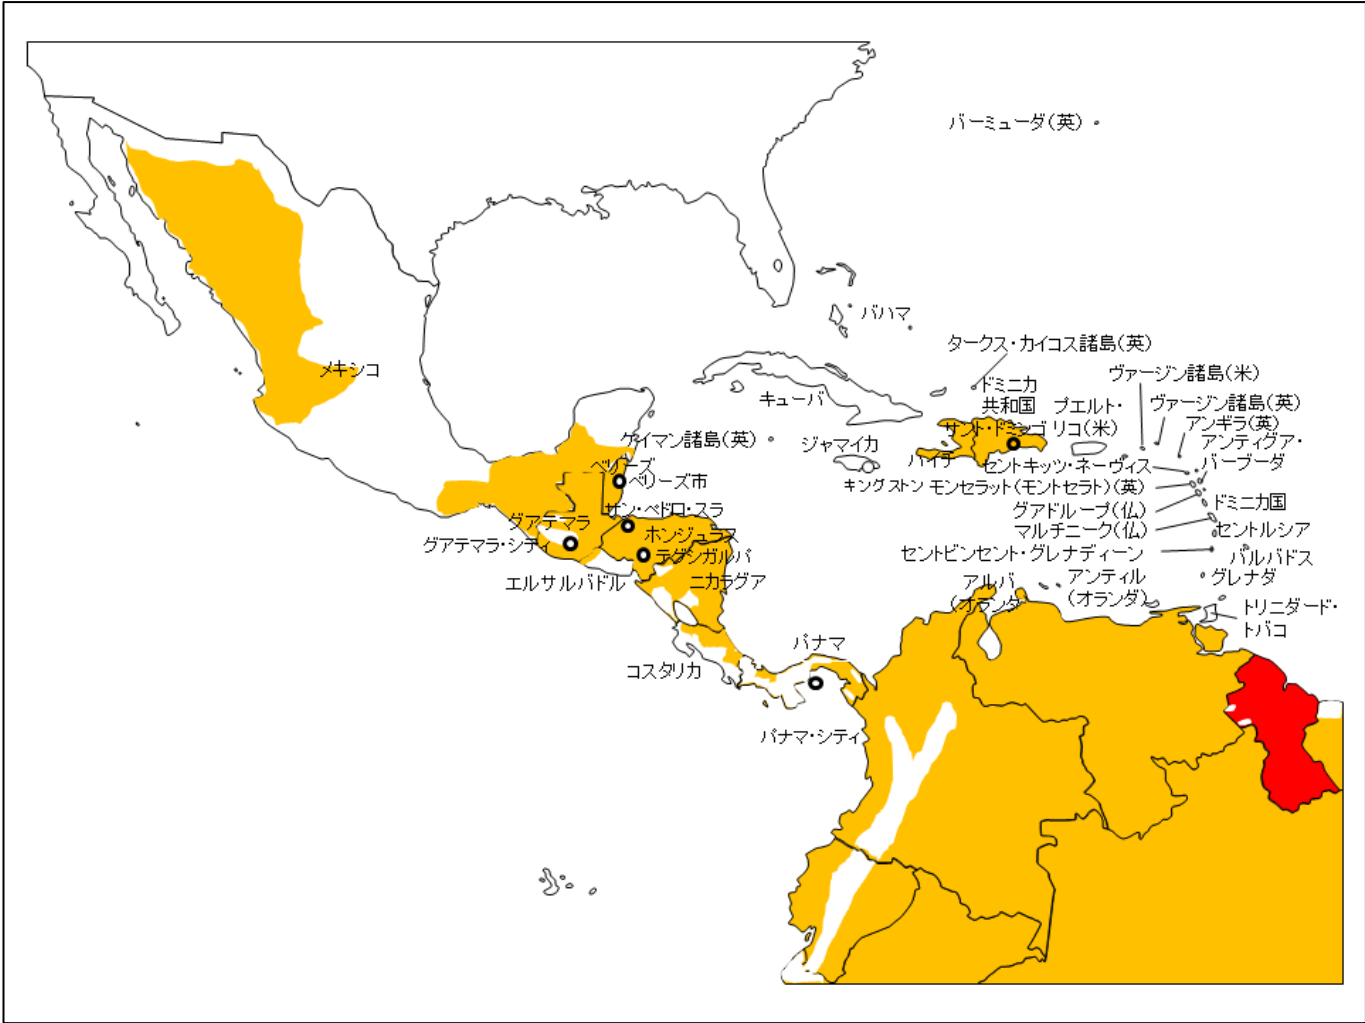 バーミューダ(英)
バハマ
タークス・カイコス諸島(英)
ヴァージン諸島(米)
メキシコ
ドミニカ
共和国
キューバ
プエルト・
リコ(米)
ヴァージン諸島(英)
アンギラ(英)
サント・ドミンゴ
アンティグア・
バーブーダ
ケイマン諸島(英)
ジャマイカ
ハイチ
セントキッツ・ネーヴィス
ベリーズ
ベリーズ市
キングストン
モンセラット(モントセラト)(英)
サン・ペドロ・スラ
グアドループ(仏)
ドミニカ国
グアテマラ
ホンジュラス
マルチニーク(仏)
セントルシア
グアテマラ・シティ
テグシガルパ
セントビンセント・グレナディーン
バルバドス
エルサルバドル
ニカラグア
アルバ
(オランダ
アンティル
(オランダ)
グレナダ
トリニダード・
トバコ
コスタリカ
パナマ
パナマ・シティ